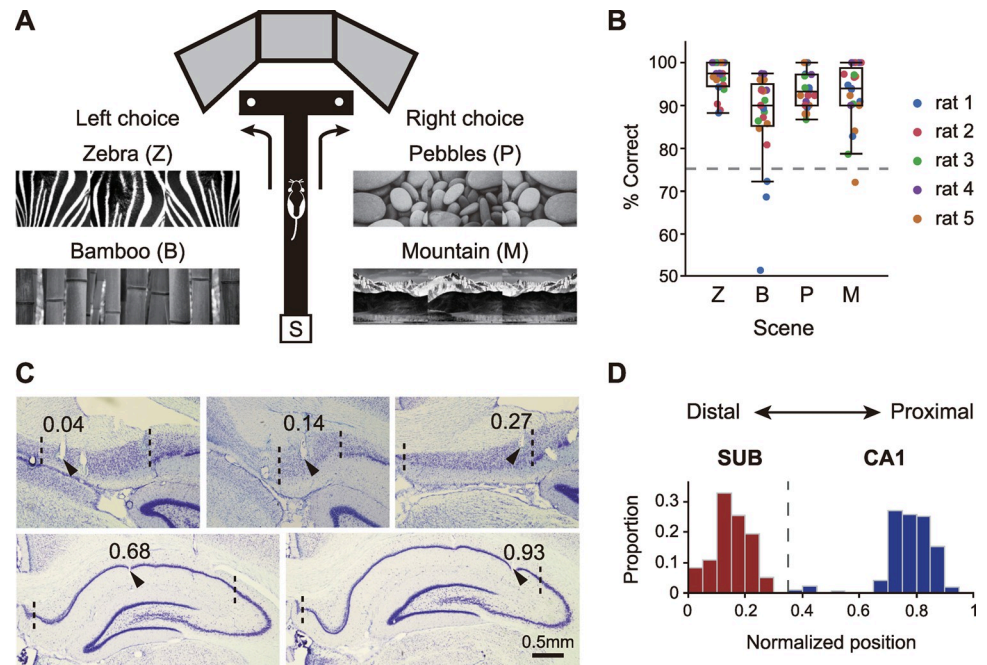 A
Left choice
Right choice
Zebra (Z)
Pebbles (P)
Bamboo (B)
Mountain (M)
S
B
% Correct
100
90
80
70
60
50
Z B P M
Scene
rat 1
rat 2
rat 3
rat 4
rat 5
C
0.04
0.14
0.27
0.68
0.93
0.5mm
D
Distal
Proximal
SUB
CA1
Proportion
0.3
0.2
0.1
0
0 0.2 0.4 0.6 0.8 1
Normalized position